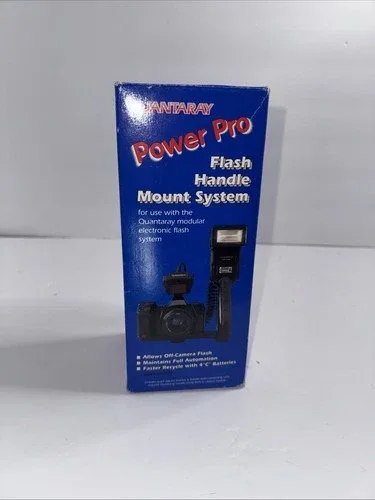 QUANTARAY
Power Pro
Flash
Handle
Mount System
for use with the
Quantaray modular
electronic flash
system
Allows Off-Camera Flash
Maintains Full Automation
Faster Recycle with 4 "C" Batteries